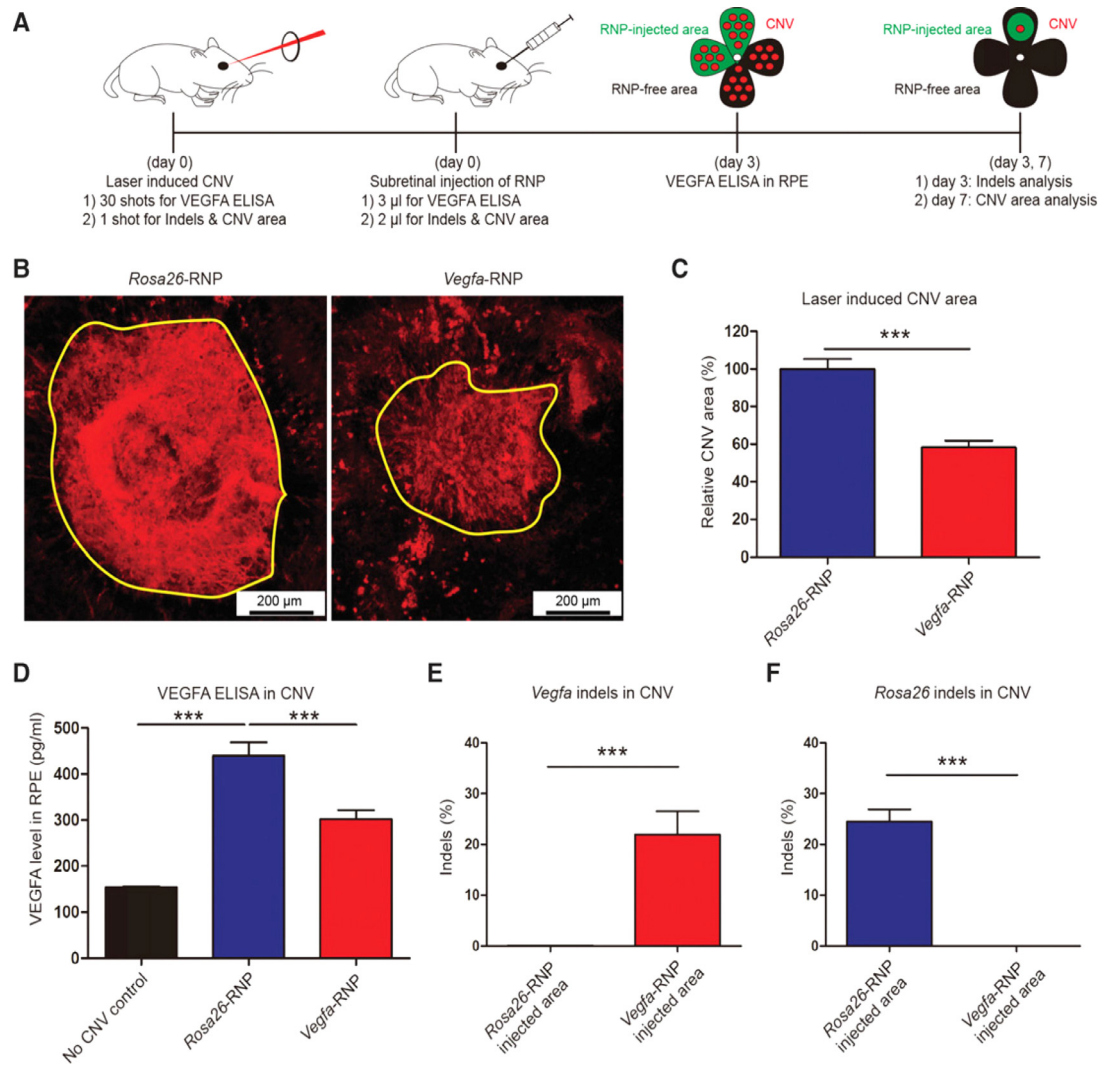 A
RNP-injected area
CNV
RNP-free area
RNP-injected area
CNV
RNP-free area
(day 0)
Laser induced CNV
1) 30 shots for VEGFA ELISA
2) 1 shot for Indels & CNV area
(day 0)
Subretinal injection of RNP
1) 3 µl for VEGFA ELISA
2) 2 µl for Indels & CNV area
(day 3)
VEGFA ELISA in RPE
(day 3, 7)
1) day 3: Indels analysis
2) day 7: CNV area analysis
B
Rosa26-RNP
Vegfa-RNP
200 µm
200 µm
C
Laser induced CNV area
Relative CNV area (%)
120
100
80
60
40
20
0
***
Rosa26-RNP
Vegfa-RNP
D
VEGFA ELISA in CNV
VEGFA level in RPE (pg/ml)
500
400
300
200
100
0
***
***
No CNV control
Rosa26-RNP
Vegfa-RNP
E
Vegfa indels in CNV
Indels (%)
40
30
20
10
0
***
Rosa26-RNP
injected area
Vegfa-RNP
injected area
F
Rosa26 indels in CNV
Indels (%)
40
30
20
10
0
***
Rosa26-RNP
injected area
Vegfa-RNP
injected area